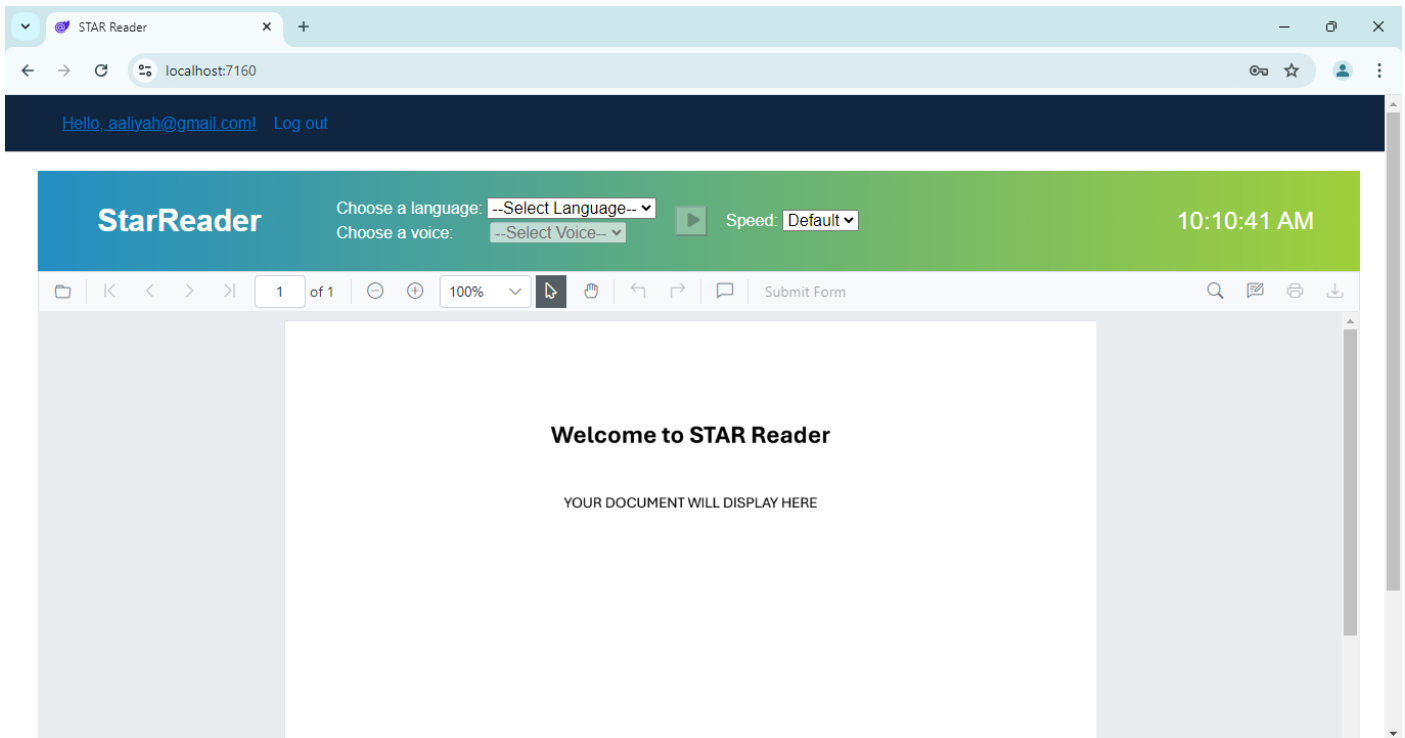 STAR Reader
localhost:7160
Hello, aaliyah@gmail.com! Log out
StarReader
Choose a language: --Select Language--
Choose a voice: --Select Voice--
Speed: Default
10:10:41 AM
1 of 1 100% Submit Form
Welcome to STAR Reader
YOUR DOCUMENT WILL DISPLAY HERE